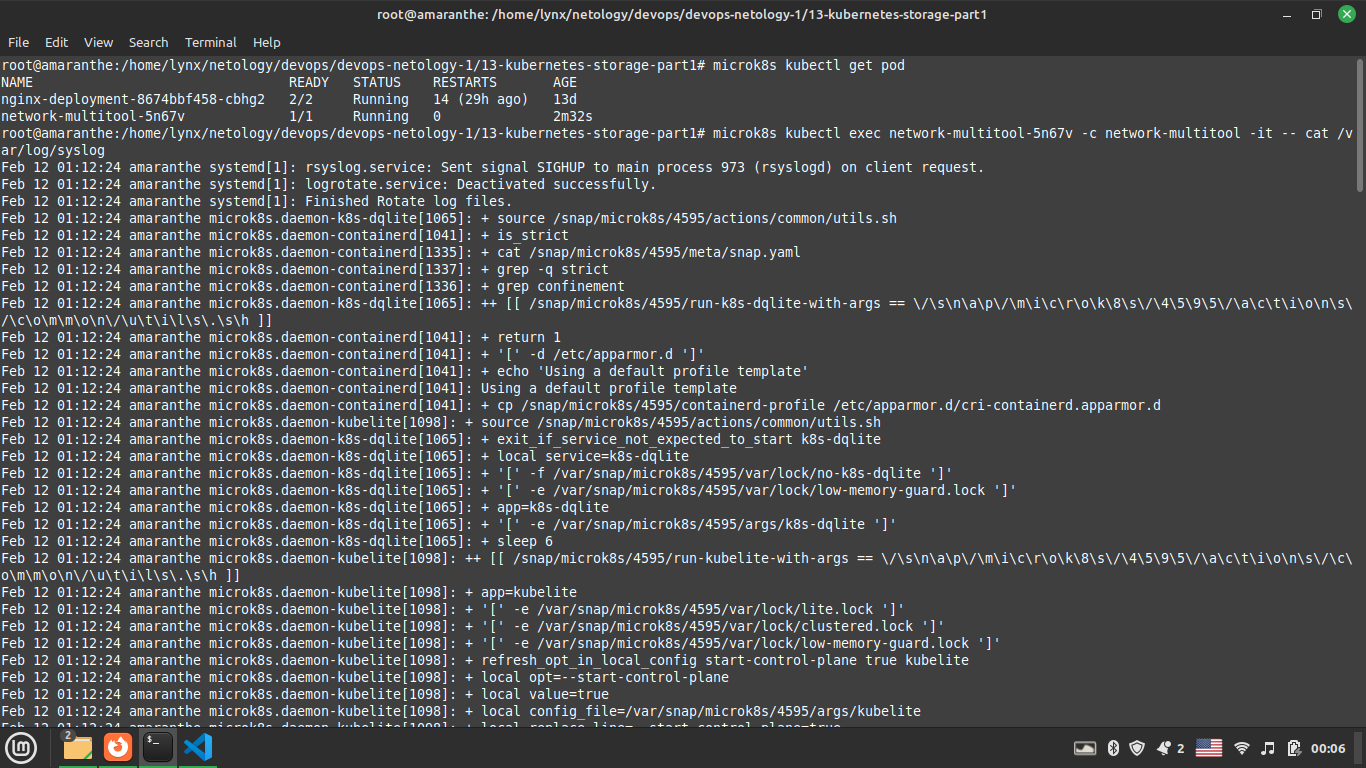 root@amaranthe: /home/lynx/netology/devops/devops-netology-1/13-kubernetes-storage-part1
File Edit View Search Terminal Help
root@amaranthe:/home/lynx/netology/devops/devops-netology-1/13-kubernetes-storage-part1# microk8s kubectl get pod
NAME READY STATUS RESTARTS AGE
nginx-deployment-8674bbf458-cbhg2 2/2 Running 14 (29h ago) 13d
network-multitool-5n67v 1/1 Running 0 2m32s
root@amaranthe:/home/lynx/netology/devops/devops-netology-1/13-kubernetes-storage-part1# microk8s kubectl exec network-multitool-5n67v -c network-multitool -it -- cat /v
ar/log/syslog
Feb 12 01:12:24 amaranthe systemd[1]: rsyslog.service: Sent signal SIGHUP to main process 973 (rsyslogd) on client request.
Feb 12 01:12:24 amaranthe systemd[1]: logrotate.service: Deactivated successfully.
Feb 12 01:12:24 amaranthe systemd[1]: Finished Rotate log files.
Feb 12 01:12:24 amaranthe microk8s.daemon-k8s-dqlite[1065]: + source /snap/microk8s/4595/actions/common/utils.sh
Feb 12 01:12:24 amaranthe microk8s.daemon-containerd[1041]: + is_strict
Feb 12 01:12:24 amaranthe microk8s.daemon-containerd[1335]: + cat /snap/microk8s/4595/meta/snap.yaml
Feb 12 01:12:24 amaranthe microk8s.daemon-containerd[1337]: + grep -q strict
Feb 12 01:12:24 amaranthe microk8s.daemon-containerd[1336]: + grep confinement
Feb 12 01:12:24 amaranthe microk8s.daemon-k8s-dqlite[1065]: ++ [[ /snap/microk8s/4595/run-k8s-dqlite-with-args == \/\s\n\a\p\/\m\i\c\r\o\k\8\s\/\4\5\9\5\/\a\c\t\i\o\n\s\
/\c\o\m\m\o\n\/\u\t\i\l\s\.\s\h ]]
Feb 12 01:12:24 amaranthe microk8s.daemon-containerd[1041]: + return 1
Feb 12 01:12:24 amaranthe microk8s.daemon-containerd[1041]: + '[' -d /etc/apparmor.d ']'
Feb 12 01:12:24 amaranthe microk8s.daemon-containerd[1041]: + echo 'Using a default profile template'
Feb 12 01:12:24 amaranthe microk8s.daemon-containerd[1041]: Using a default profile template
Feb 12 01:12:24 amaranthe microk8s.daemon-containerd[1041]: + cp /snap/microk8s/4595/containerd-profile /etc/apparmor.d/cri-containerd.apparmor.d
Feb 12 01:12:24 amaranthe microk8s.daemon-kubelite[1098]: + source /snap/microk8s/4595/actions/common/utils.sh
Feb 12 01:12:24 amaranthe microk8s.daemon-k8s-dqlite[1065]: + exit_if_service_not_expected_to_start k8s-dqlite
Feb 12 01:12:24 amaranthe microk8s.daemon-k8s-dqlite[1065]: + local service=k8s-dqlite
Feb 12 01:12:24 amaranthe microk8s.daemon-k8s-dqlite[1065]: + '[' -f /var/snap/microk8s/4595/var/lock/no-k8s-dqlite ']'
Feb 12 01:12:24 amaranthe microk8s.daemon-k8s-dqlite[1065]: + '[' -e /var/snap/microk8s/4595/var/lock/low-memory-guard.lock ']'
Feb 12 01:12:24 amaranthe microk8s.daemon-k8s-dqlite[1065]: + app=k8s-dqlite
Feb 12 01:12:24 amaranthe microk8s.daemon-k8s-dqlite[1065]: + '[' -e /var/snap/microk8s/4595/args/k8s-dqlite ']'
Feb 12 01:12:24 amaranthe microk8s.daemon-k8s-dqlite[1065]: + sleep 6
Feb 12 01:12:24 amaranthe microk8s.daemon-kubelite[1098]: ++ [[ /snap/microk8s/4595/run-kubelite-with-args == \/\s\n\a\p\/\m\i\c\r\o\k\8\s\/\4\5\9\5\/\a\c\t\i\o\n\s\/\c\
o\m\m\o\n\/\u\t\i\l\s\.\s\h ]]
Feb 12 01:12:24 amaranthe microk8s.daemon-kubelite[1098]: + app=kubelite
Feb 12 01:12:24 amaranthe microk8s.daemon-kubelite[1098]: + '[' -e /var/snap/microk8s/4595/var/lock/lite.lock ']'
Feb 12 01:12:24 amaranthe microk8s.daemon-kubelite[1098]: + '[' -e /var/snap/microk8s/4595/var/lock/clustered.lock ']'
Feb 12 01:12:24 amaranthe microk8s.daemon-kubelite[1098]: + '[' -e /var/snap/microk8s/4595/var/lock/low-memory-guard.lock ']'
Feb 12 01:12:24 amaranthe microk8s.daemon-kubelite[1098]: + refresh_opt_in_local_config start-control-plane true kubelite
Feb 12 01:12:24 amaranthe microk8s.daemon-kubelite[1098]: + local opt=--start-control-plane
Feb 12 01:12:24 amaranthe microk8s.daemon-kubelite[1098]: + local value=true
Feb 12 01:12:24 amaranthe microk8s.daemon-kubelite[1098]: + local config_file=/var/snap/microk8s/4595/args/kubelite
Feb 12 01:12:24 amaranthe microk8s.daemon-kubelite[1098]: + local replace_line=--start-control-plane=true
2
2
00:06